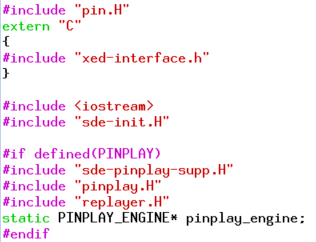 #include "pin.H"
extern "C"
{
#include "xed-interface.h"
}
#include <iostream>
#include "sde-init.H"
#if defined(PINPLAY)
#include "sde-pinplay-supp.H"
#include "pinplay.H"
#include "replayer.H"
static PINPLAY_ENGINE* pinplay_engine;
#endif